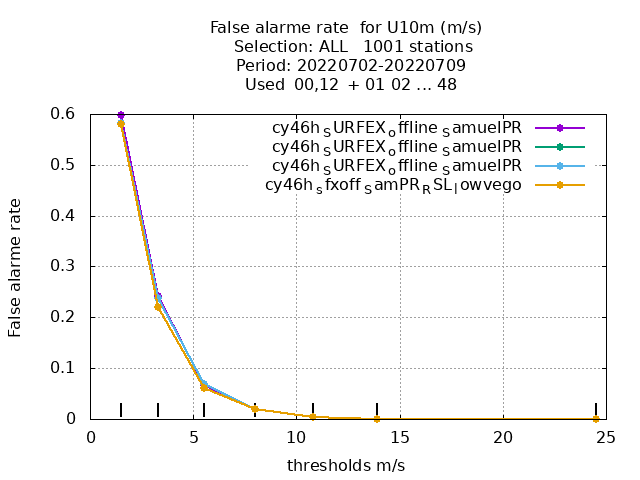 False alarme rate for U10m (m/s)
Selection: ALL 1001 stations
Period: 20220702-20220709
Used 00,12 + 01 02 ... 48
cy46h_SURFEX_offline_SamuelPR
cy46h_SURFEX_offline_SamuelPR
cy46h_SURFEX_offline_SamuelPR
cy46h_sfxoff_SamPR_RSL_lowvego
False alarme rate
0.6
0.5
0.4
0.3
0.2
0.1
0
0 5 10 15 20 25
thresholds m/s